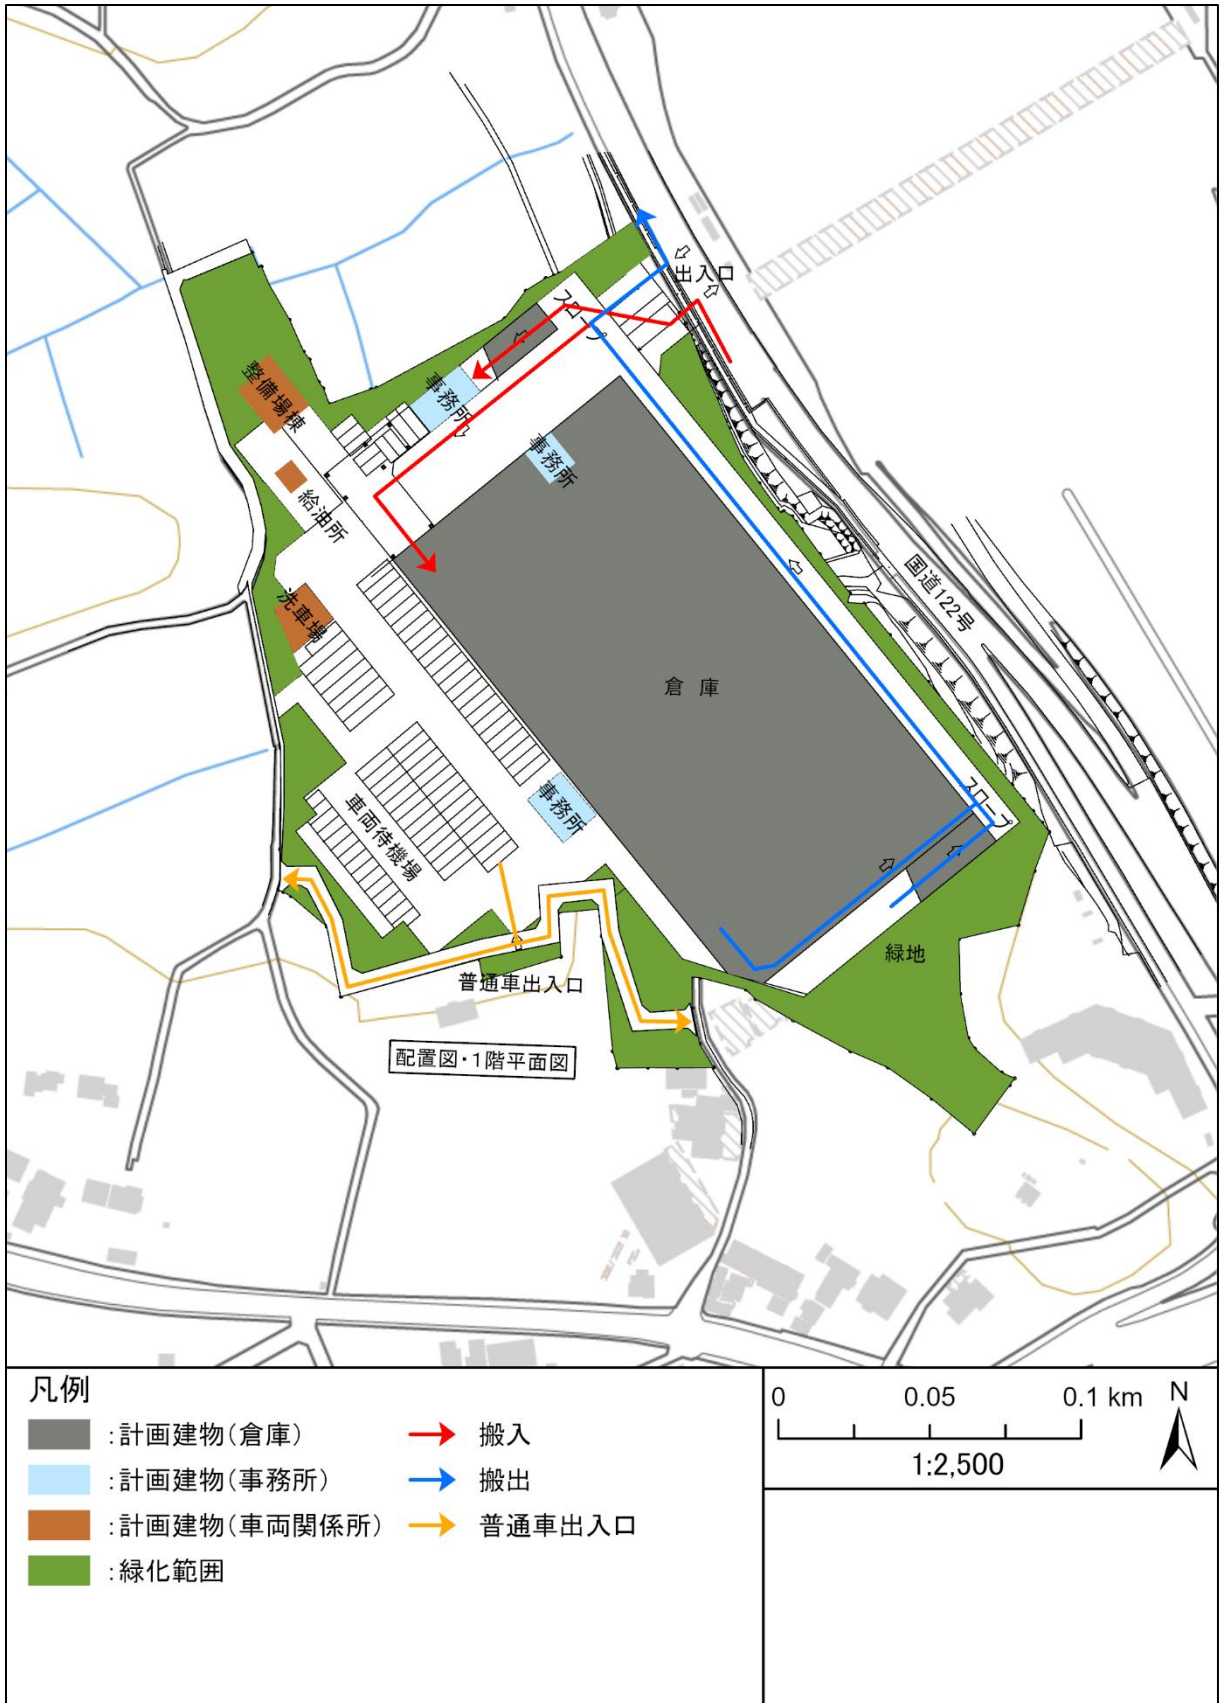 出入口
スロープ
整備場棟
事務所
事務所
給油所
国道122号
洗車場
倉 庫
事務所
スロープ
車両待機場
緑地
普通車出入口
配置図・1階平面図
凡例
:計画建物(倉庫)
:計画建物(事務所)
:計画建物(車両関係所)
:緑化範囲
搬入
搬出
普通車出入口
0 0.05 0.1 km
1:2,500
N